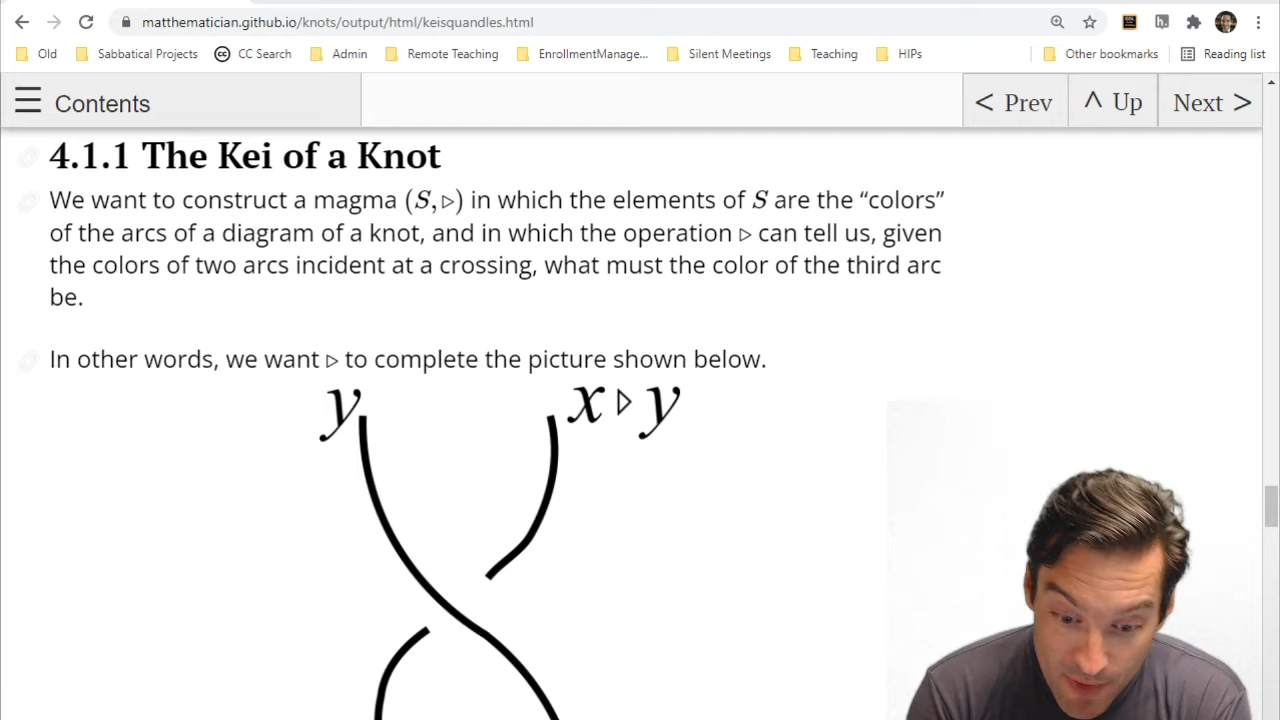 matthematician.github.io/knots/output/html/keisquandles.html
Old Sabbatical Projects CC Search Admin Remote Teaching EnrollmentManage... Silent Meetings Teaching HIPs Other bookmarks Reading list
Contents < Prev ^ Up Next >
4.1.1 The Kei of a Knot
We want to construct a magma (S, ▹) in which the elements of S are the “colors”
of the arcs of a diagram of a knot, and in which the operation ▹ can tell us, given
the colors of two arcs incident at a crossing, what must the color of the third arc
be.
In other words, we want ▹ to complete the picture shown below.
y x ▹ y